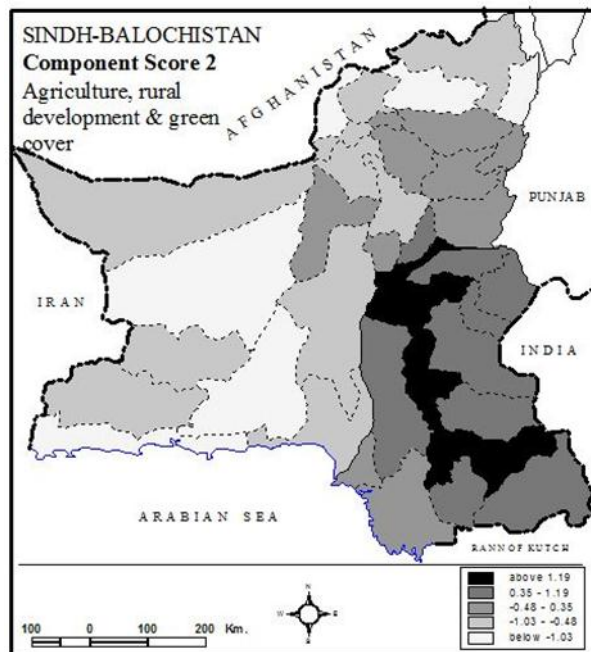 SINDH-BALOCHISTAN
Component Score 2
Agriculture, rural
development & green
cover
AFGHANISTAN
PUNJAB
IRAN
INDIA
ARABIAN SEA
RANN OF KUTCH
above 1.19
0.35 - 1.19
-0.48 - 0.35
-1.03 - -0.48
below -1.03
N
W E
S
100 0 100 200 Km.